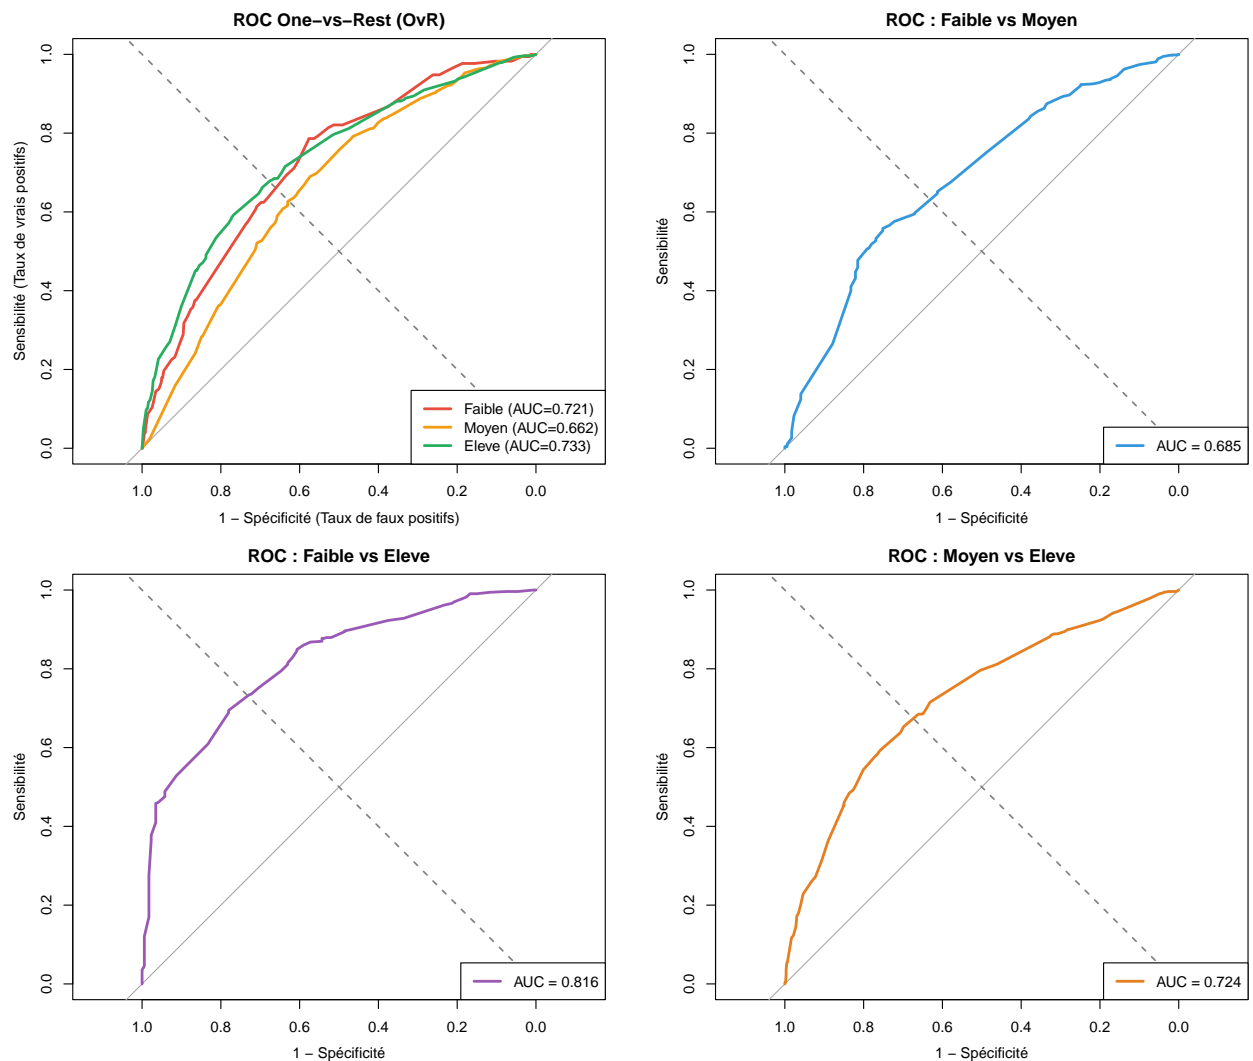 ROC One−vs−Rest (OvR)
Sensibilité (Taux de vrais positifs)
1.0
0.8
0.6
0.4
0.2
0.0
Faible (AUC=0.721)
Moyen (AUC=0.662)
Eleve (AUC=0.733)
1.0 0.8 0.6 0.4 0.2 0.0
1 − Spécificité (Taux de faux positifs)
ROC : Faible vs Moyen
Sensibilité
1.0
0.8
0.6
0.4
0.2
0.0
AUC = 0.685
1.0 0.8 0.6 0.4 0.2 0.0
1 − Spécificité
ROC : Faible vs Eleve
Sensibilité
1.0
0.8
0.6
0.4
0.2
0.0
AUC = 0.816
1.0 0.8 0.6 0.4 0.2 0.0
1 − Spécificité
ROC : Moyen vs Eleve
Sensibilité
1.0
0.8
0.6
0.4
0.2
0.0
AUC = 0.724
1.0 0.8 0.6 0.4 0.2 0.0
1 − Spécificité